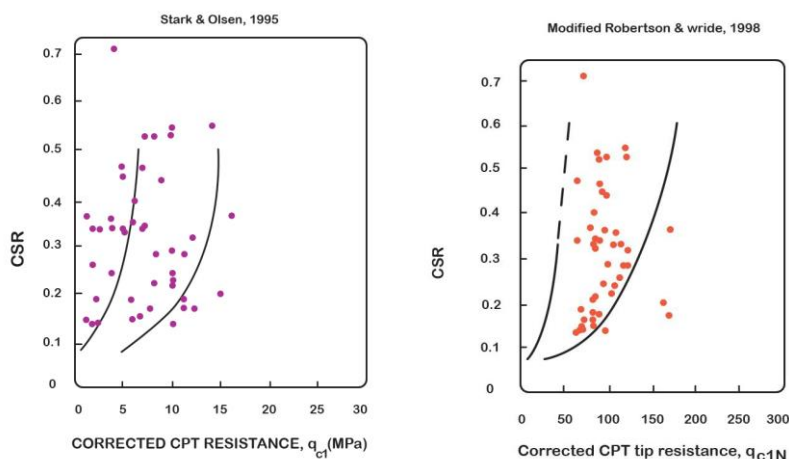 Stark & Olsen, 1995
0.7
0.6
0.5
0.4
0.3
0.2
0.1
0
CSR
0 5 10 15 20 25 30
CORRECTED CPT RESISTANCE, qc1(MPa)
Modified Robertson & wride, 1998
0.7
0.6
0.5
0.4
0.3
0.2
0.1
0
CSR
0 50 100 150 200 250 300
Corrected CPT tip resistance, qc1N